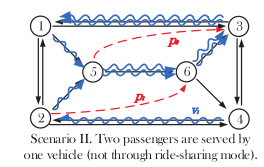 1 3
p₂
5 6
p₁
v₁
2 4
Scenario II. Two passengers are served by
one vehicle (not through ride-sharing mode).